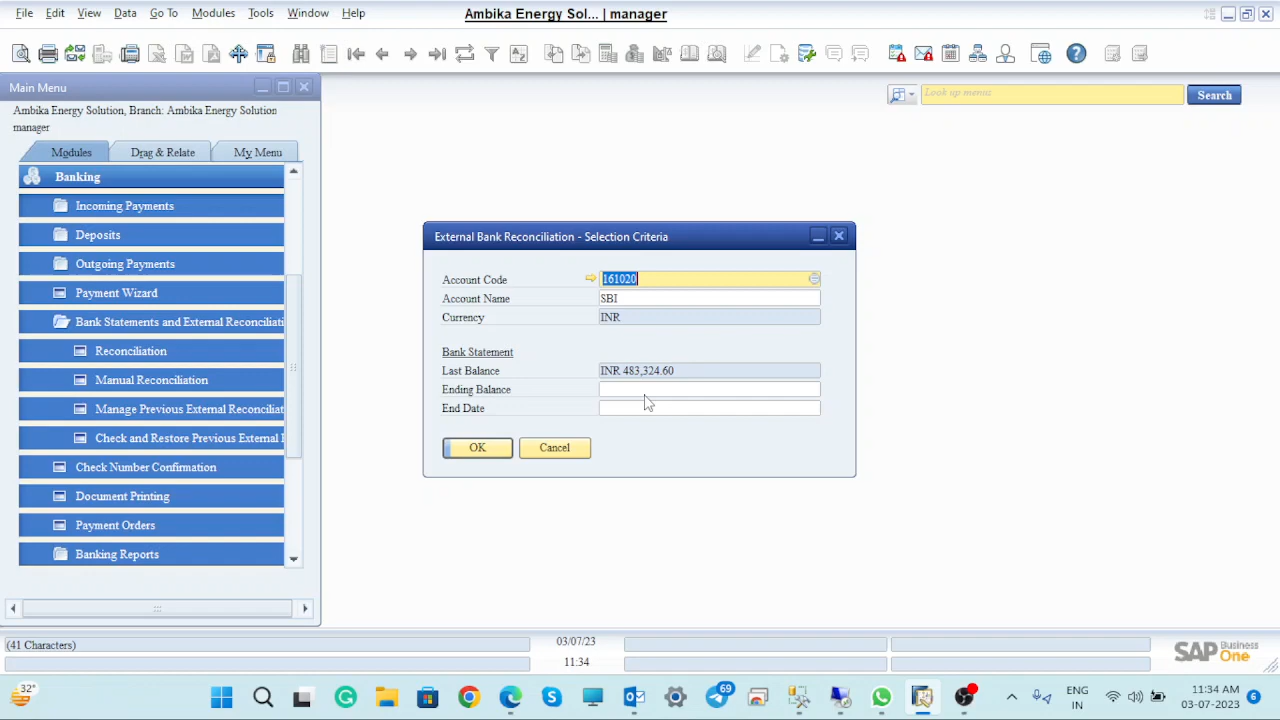 File Edit View Data Go To Modules Tools Window Help
Ambika Energy Sol... | manager
Main Menu
Ambika Energy Solution, Branch: Ambika Energy Solution
manager
Modules Drag & Relate My Menu
Look up menu
Search
Banking
Incoming Payments
Deposits
Outgoing Payments
Payment Wizard
Bank Statements and External Reconciliati
Reconciliation
Manual Reconciliation
Manage Previous External Reconciliat
Check and Restore Previous External
Check Number Confirmation
Document Printing
Payment Orders
Banking Reports
External Bank Reconciliation - Selection Criteria
Account Code 161020
Account Name SBI
Currency INR
Bank Statement
Last Balance INR 483,324.60
Ending Balance
End Date
OK Cancel
(41 Characters)
03/07/23
11:34
SAP Business One
32°
69
ENG
IN
11:34 AM
03-07-2023
6